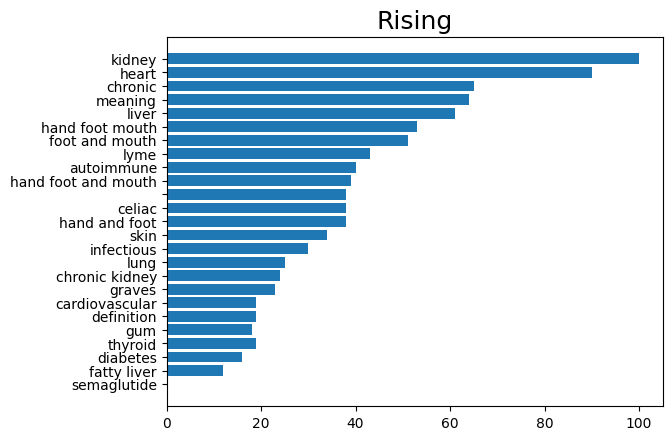 Rising
kidney
heart
chronic
meaning
liver
hand foot mouth
foot and mouth
lyme
autoimmune
hand foot and mouth
celiac
hand and foot
skin
infectious
lung
chronic kidney
graves
cardiovascular
definition
gum
thyroid
diabetes
fatty liver
semaglutide
0 20 40 60 80 100